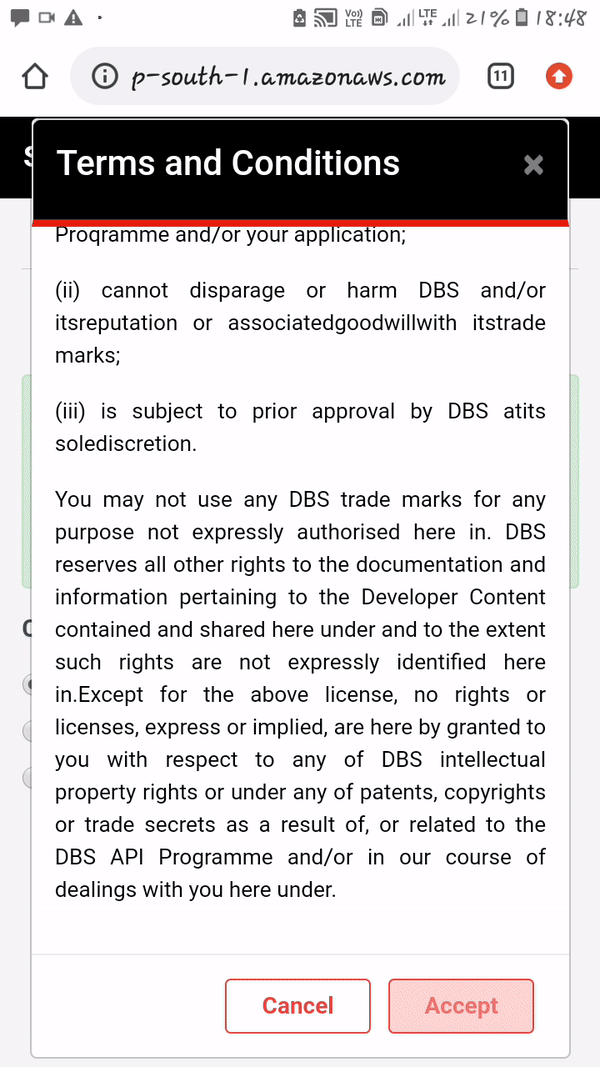 Vo)) LTE LTE 21% 18:48
p-south-1.amazonaws.com 11
Terms and Conditions ×
Programme and/or your application;
(ii) cannot disparage or harm DBS and/or
itsreputation or associatedgoodwillwith itstrade
marks;
(iii) is subject to prior approval by DBS atits
solediscretion.
You may not use any DBS trade marks for any
purpose not expressly authorised here in. DBS
reserves all other rights to the documentation and
information pertaining to the Developer Content
contained and shared here under and to the extent
such rights are not expressly identified here
in.Except for the above license, no rights or
licenses, express or implied, are here by granted to
you with respect to any of DBS intellectual
property rights or under any of patents, copyrights
or trade secrets as a result of, or related to the
DBS API Programme and/or in our course of
dealings with you here under.
Cancel Accept